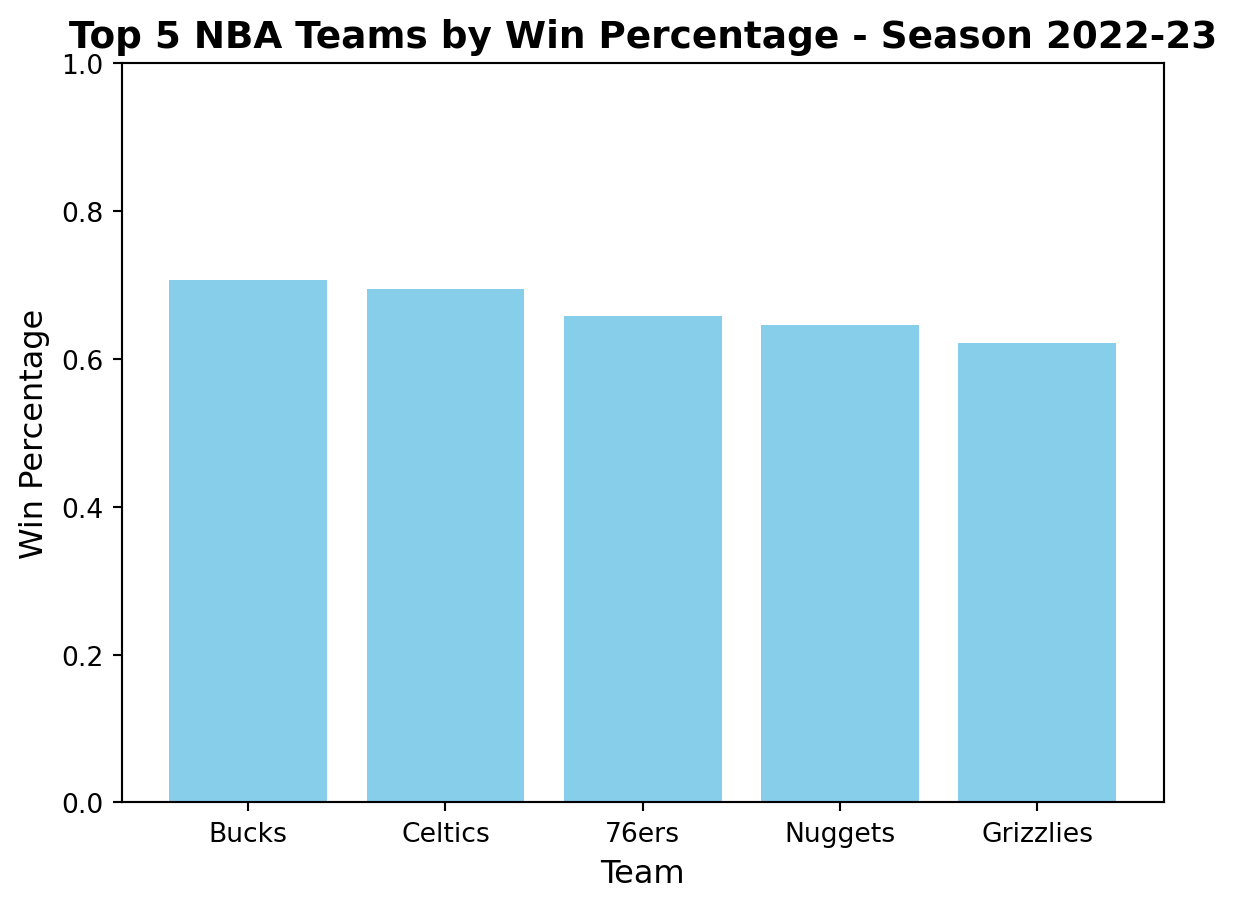 Top 5 NBA Teams by Win Percentage - Season 2022-23
1.0
0.8
0.6
0.4
0.2
0.0
Win Percentage
Bucks Celtics 76ers Nuggets Grizzlies
Team